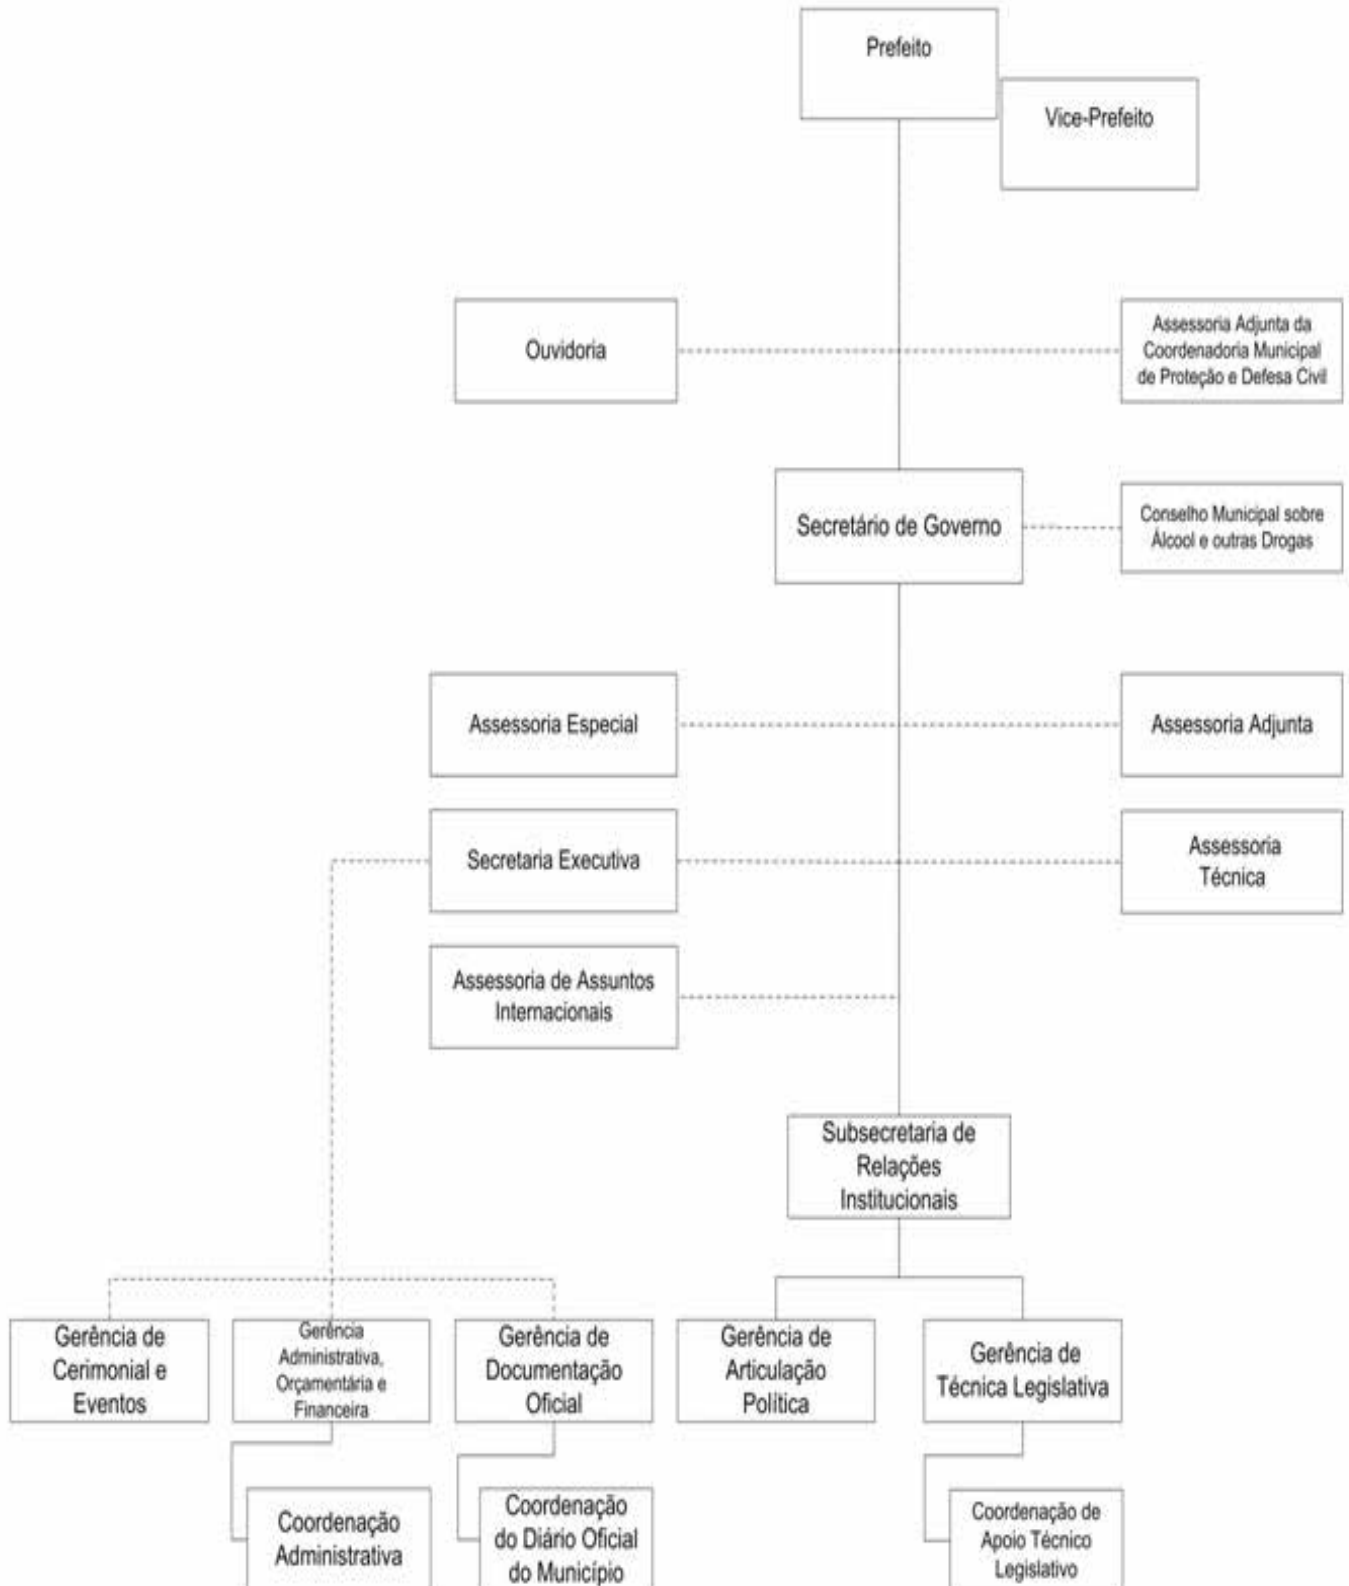 Prefeito
Vice-Prefeito
Ouvidoria
Assessoria Adjunta da
Coordenadoria Municipal
de Proteção e Defesa Civil
Secretário de Governo
Conselho Municipal sobre
Álcool e outras Drogas
Assessoria Especial
Assessoria Adjunta
Secretaria Executiva
Assessoria
Técnica
Assessoria de Assuntos
Internacionais
Subsecretaria de
Relações
Institucionais
Gerência de
Cerimonial e
Eventos
Gerência
Administrativa,
Orçamentária e
Financeira
Gerência de
Documentação
Oficial
Gerência de
Articulação
Política
Gerência de
Técnica Legislativa
Coordenação
Administrativa
Coordenação
do Diário Oficial
do Município
Coordenação de
Apoio Técnico
Legislativo